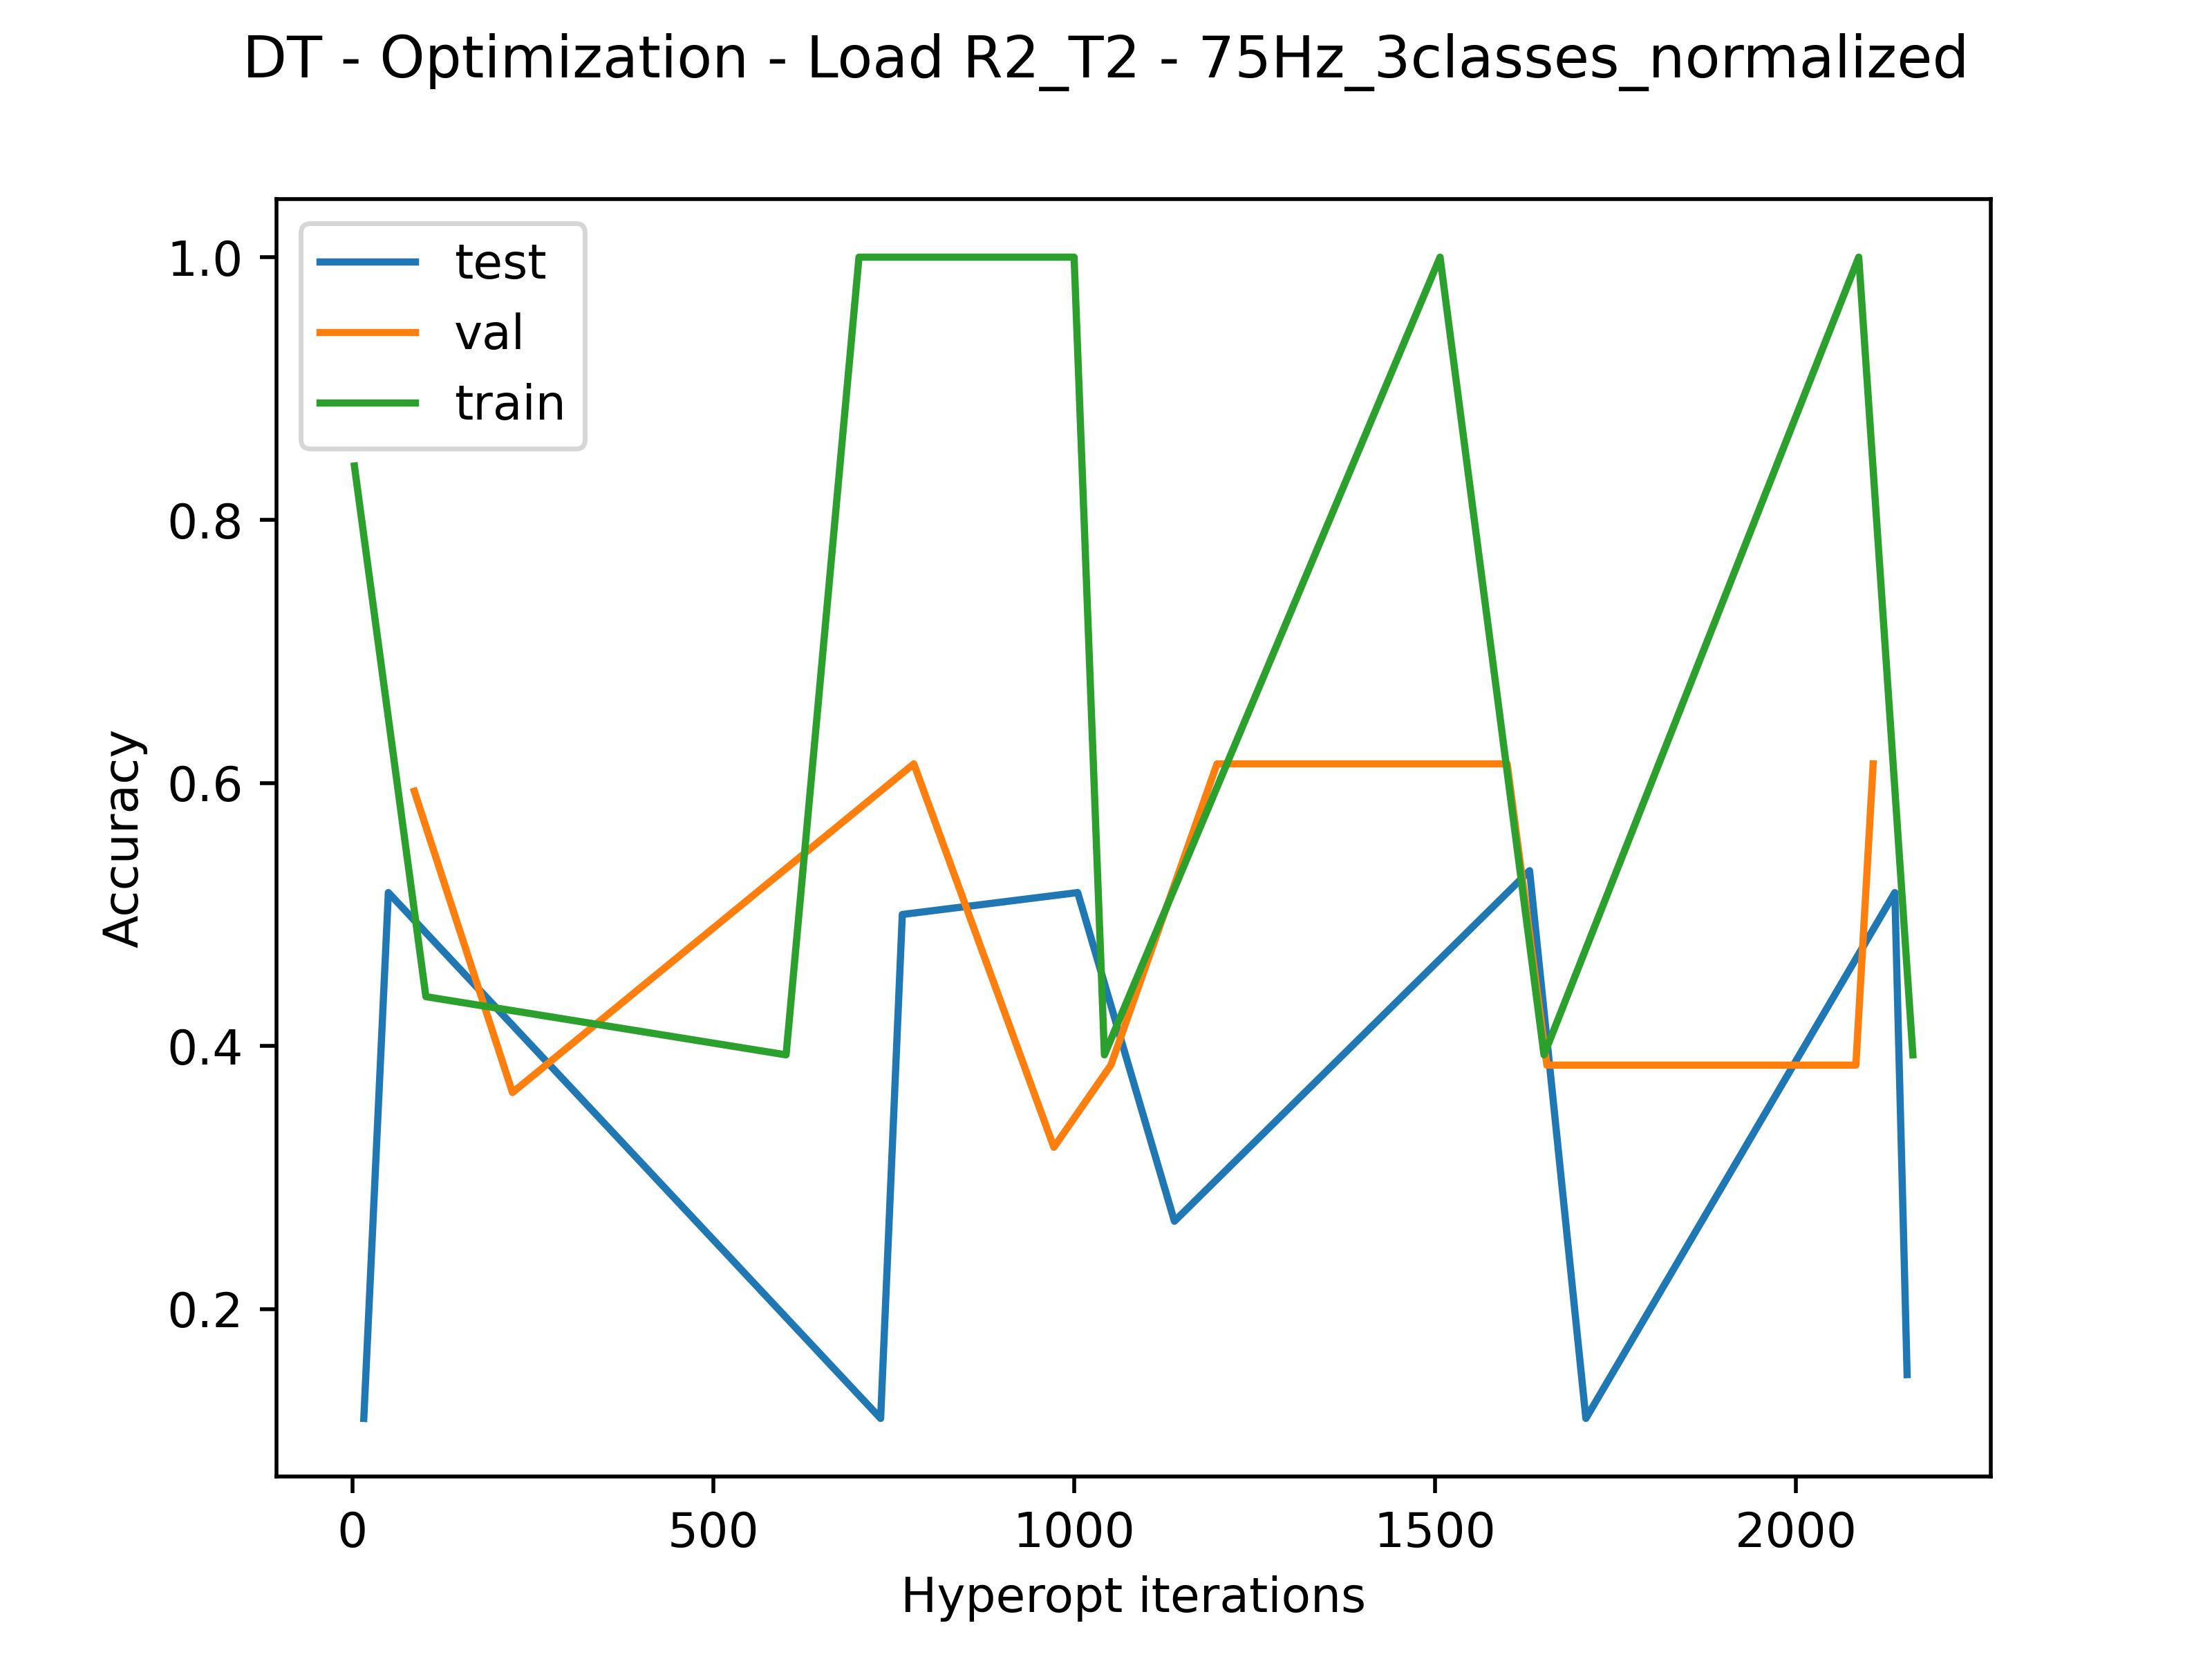 DT - Optimization - Load R2_T2 - 75Hz_3classes_normalized
test
val
train
1.0
0.8
0.6
0.4
0.2
Accuracy
0 500 1000 1500 2000
Hyperopt iterations